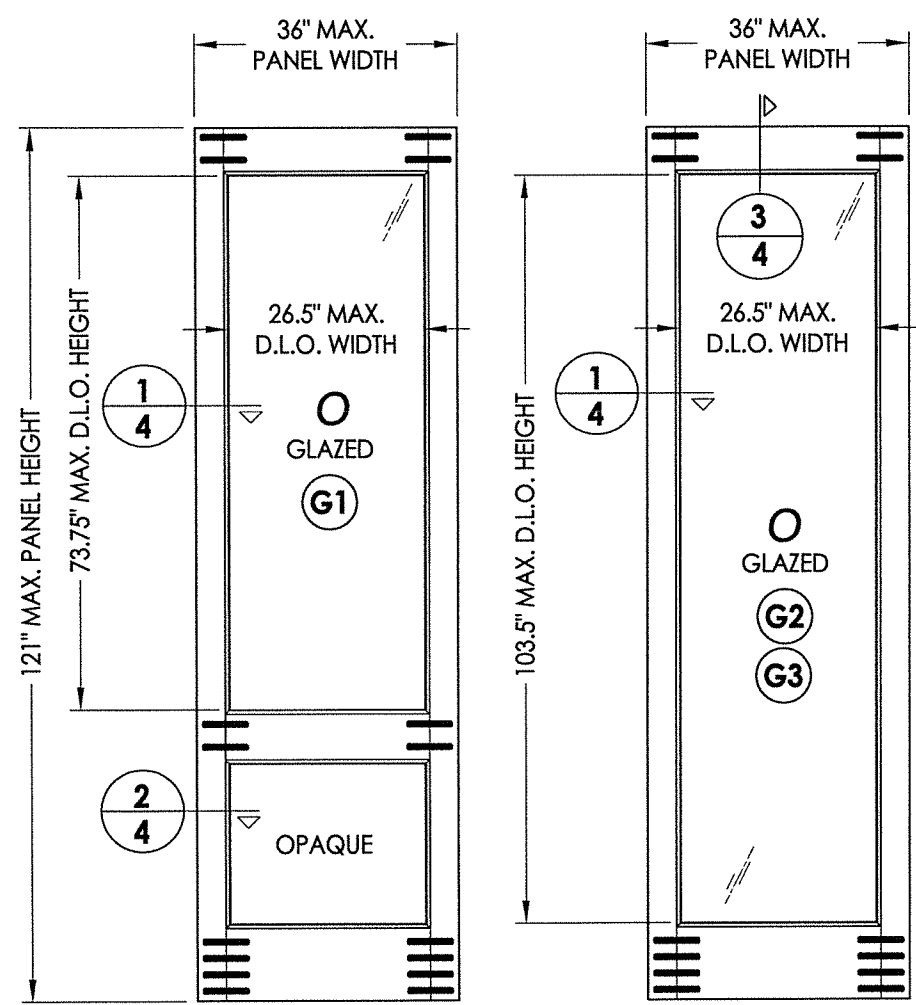 36" MAX.
PANEL WIDTH
121" MAX. PANEL HEIGHT
73.75" MAX. D.L.O. HEIGHT
26.5" MAX.
D.L.O. WIDTH
1
4
O
GLAZED
G1
2
4
OPAQUE
36" MAX.
PANEL WIDTH
3
4
26.5" MAX.
D.L.O. WIDTH
1
4
103.5" MAX. D.L.O. HEIGHT
O
GLAZED
G2
G3